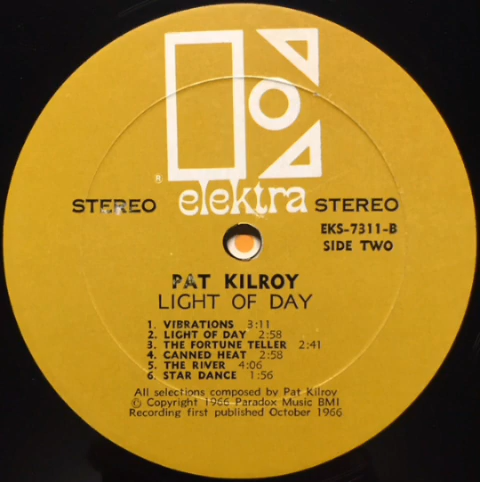 ®
elektra
STEREO STEREO
EKS-7311-B
SIDE TWO
PAT KILROY
LIGHT OF DAY
1. VIBRATIONS 3:11
2. LIGHT OF DAY 2:58
3. THE FORTUNE TELLER 2:41
4. CANNED HEAT 2:58
5. THE RIVER 4:06
6. STAR DANCE 1:56
All selections composed by Pat Kilroy
© Copyright 1966 Paradox Music BMI
Recording first published October 1966